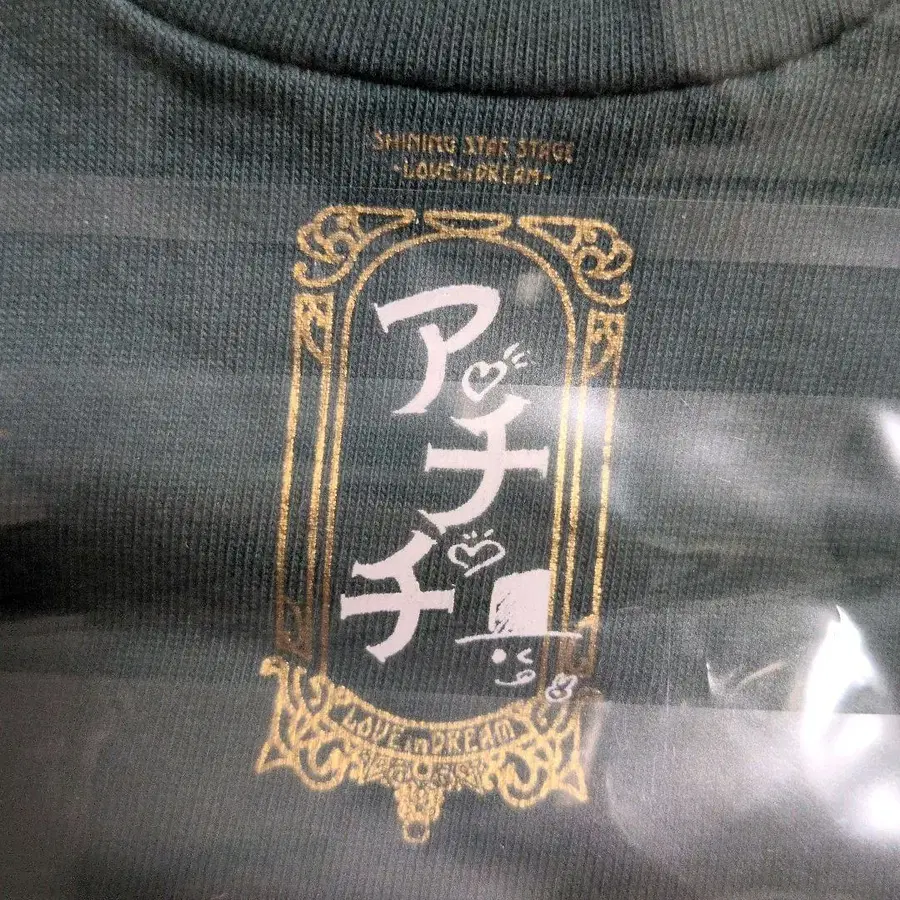 SHINING STAR STAGE
-LOVE in DREAM-
アチチ
LOVE in DREAM